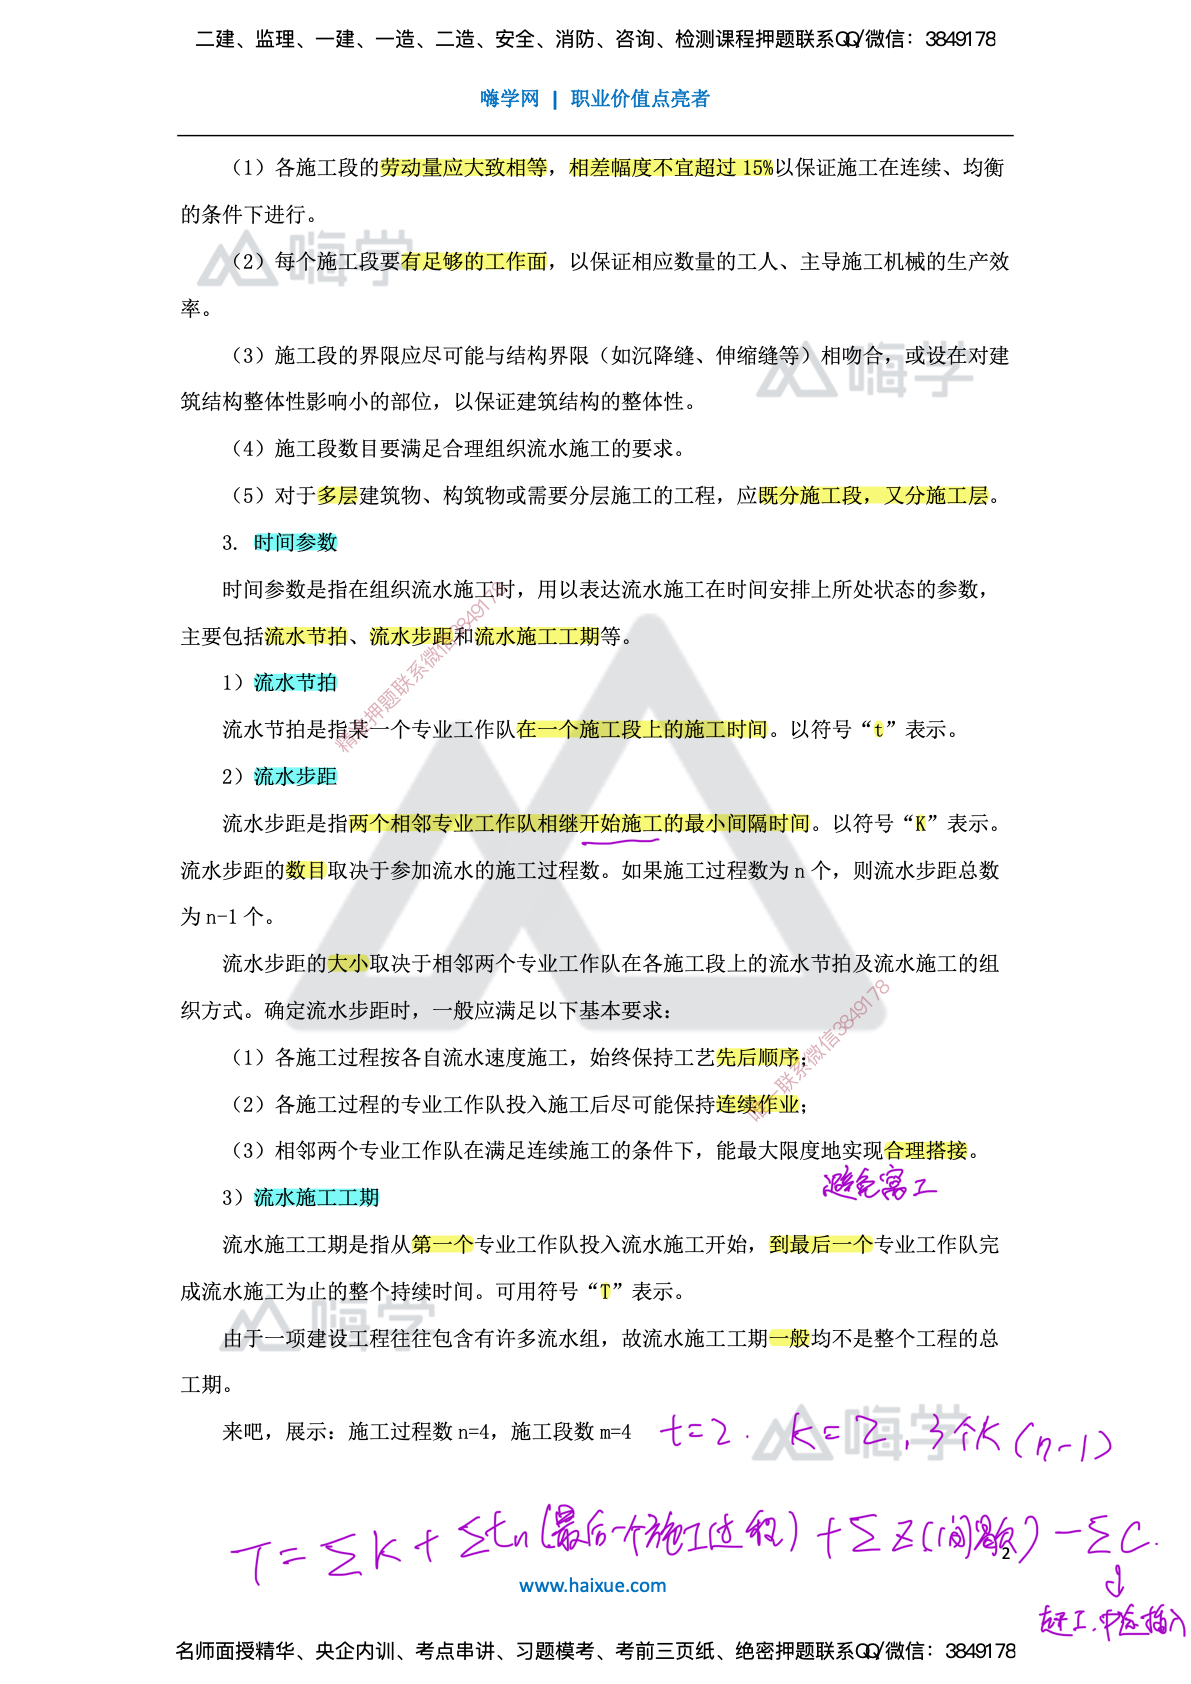 二建、监理、一建、一造、二造、安全、消防、咨询、检测课程押题联系QQ/微信：3849178
嗨学网 | 职业价值点亮者
（1）各施工段的劳动量应大致相等，相差幅度不宜超过 15%以保证施工在连续、均衡
的条件下进行。
（2）每个施工段要有足够的工作面，以保证相应数量的工人、主导施工机械的生产效
率。
（3）施工段的界限应尽可能与结构界限（如沉降缝、伸缩缝等）相吻合，或设在对建
筑结构整体性影响小的部位，以保证建筑结构的整体性。
（4）施工段数目要满足合理组织流水施工的要求。
（5）对于多层建筑物、构筑物或需要分层施工的工程，应既分施工段，又分施工层。
3. 时间参数
时间参数是指在组织流水施工时，用以表达流水施工在时间安排上所处状态的参数，
主要包括流水节拍、流水步距和流水施工工期等。
1）流水节拍
流水节拍是指某一个专业工作队在一个施工段上的施工时间。以符号“t”表示。
2）流水步距
流水步距是指两个相邻专业工作队相继开始施工的最小间隔时间。以符号“K”表示。
流水步距的数目取决于参加流水的施工过程数。如果施工过程数为 n 个，则流水步距总数
为 n-1 个。
流水步距的大小取决于相邻两个专业工作队在各施工段上的流水节拍及流水施工的组
织方式。确定流水步距时，一般应满足以下基本要求：
（1）各施工过程按各自流水速度施工，始终保持工艺先后顺序；
（2）各施工过程的专业工作队投入施工后尽可能保持连续作业；
（3）相邻两个专业工作队在满足连续施工的条件下，能最大限度地实现合理搭接。
避免窝工
3）流水施工工期
流水施工工期是指从第一个专业工作队投入流水施工开始，到最后一个专业工作队完
成流水施工为止的整个持续时间。可用符号“T”表示。
由于一项建设工程往往包含有许多流水组，故流水施工工期一般均不是整个工程的总
工期。
来吧，展示：施工过程数 n=4，施工段数 m=4 t=2. K=2, 3个K (n-1)
T=ΣK+Σtn(最后一个施工过程)+ΣZ(间歇)-ΣC.
2
www.haixue.com
赶工.中途插入
名师面授精华、央企内训、考点串讲、习题模考、考前三页纸、绝密押题联系QQ/微信：3849178
嗨学
嗨学
嗨学
嗨学
押题联系微信3849178
联系微信3849178